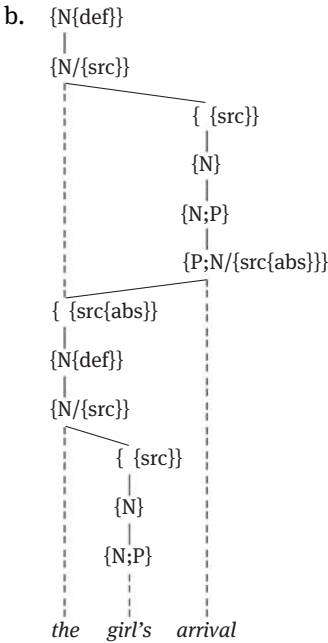 b. {N{def}}
{N/{src}}
{ {src}}
{N}
{N;P}
{P;N/{src{abs}}}
{ {src{abs}}
{N{def}}
{N/{src}}
{ {src}}
{N}
{N;P}
the girl's arrival